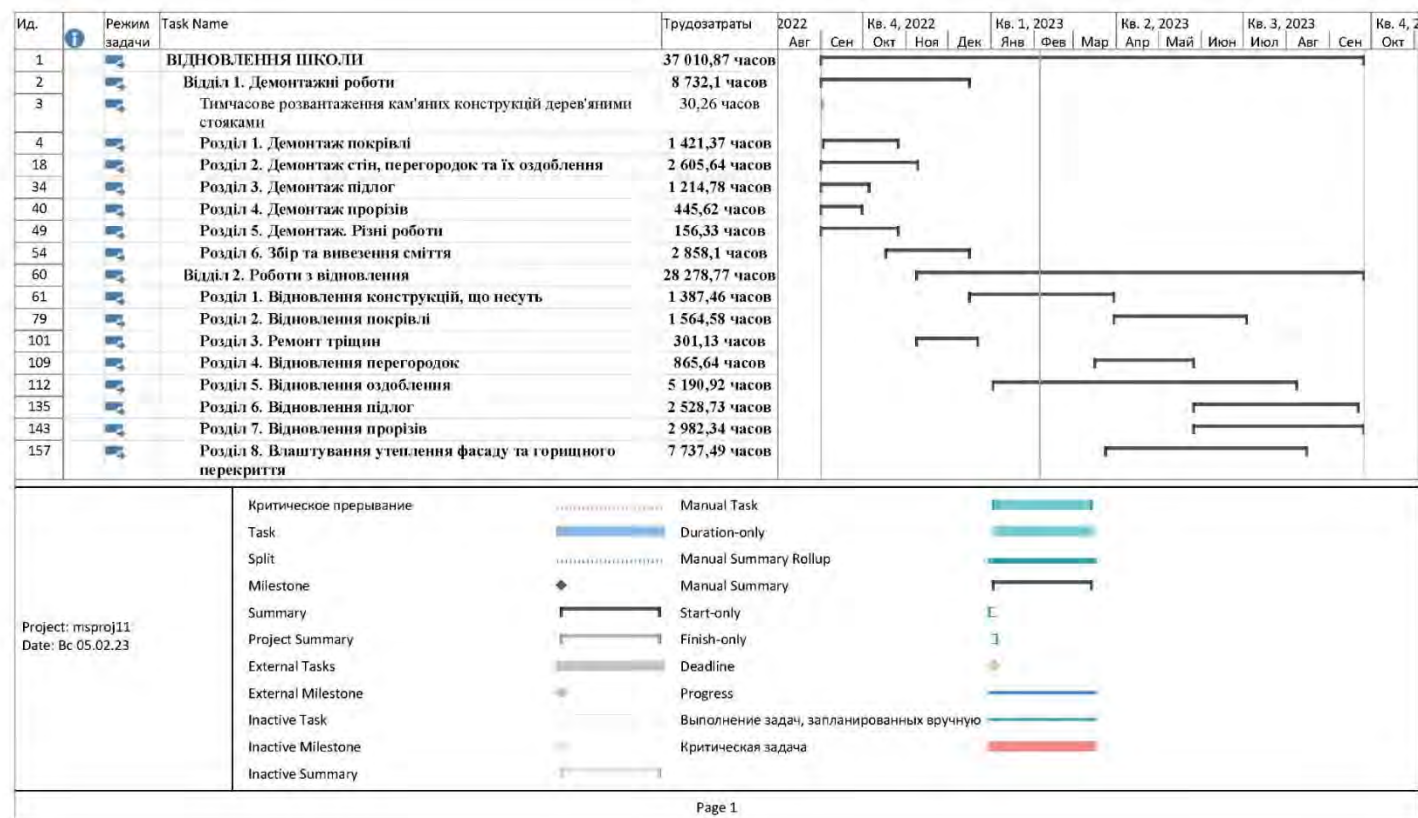 Ид. Режим задачи Task Name Трудозатраты 2022 Кв. 4, 2022 Кв. 1, 2023 Кв. 2, 2023 Кв. 3, 2023 Кв. 4, 2
Авг Сен Окт Ноя Дек Янв Фев Мар Апр Май Июн Июл Авг Сен Окт
1 ВІДНОВЛЕННЯ ШКОЛИ 37 010,87 часов
2 Відділ 1. Демонтажні роботи 8 732,1 часов
3 Тимчасове розвантаження кам'яних конструкцій дерев'яними 30,26 часов
стояками
4 Розділ 1. Демонтаж покрівлі 1 421,37 часов
18 Розділ 2. Демонтаж стін, перегородок та їх оздоблення 2 605,64 часов
34 Розділ 3. Демонтаж підлог 1 214,78 часов
40 Розділ 4. Демонтаж прорізів 445,62 часов
49 Розділ 5. Демонтаж. Різні роботи 156,33 часов
54 Розділ 6. Збір та вивезення сміття 2 858,1 часов
60 Відділ 2. Роботи з відновлення 28 278,77 часов
61 Розділ 1. Відновлення конструкцій, що несуть 1 387,46 часов
79 Розділ 2. Відновлення покрівлі 1 564,58 часов
101 Розділ 3. Ремонт тріщин 301,13 часов
109 Розділ 4. Відновлення перегородок 865,64 часов
112 Розділ 5. Відновлення оздоблення 5 190,92 часов
135 Розділ 6. Відновлення підлог 2 528,73 часов
143 Розділ 7. Відновлення прорізів 2 982,34 часов
157 Розділ 8. Влаштування утеплення фасаду та горищного 7 737,49 часов
перекриття
Project: msproj11
Date: Вс 05.02.23
Критическое прерывание
Task
Split
Milestone
Summary
Project Summary
External Tasks
External Milestone
Inactive Task
Inactive Milestone
Inactive Summary
Manual Task
Duration-only
Manual Summary Rollup
Manual Summary
Start-only
Finish-only
Deadline
Progress
Выполнение задач, запланированных вручную
Критическая задача
Page 1